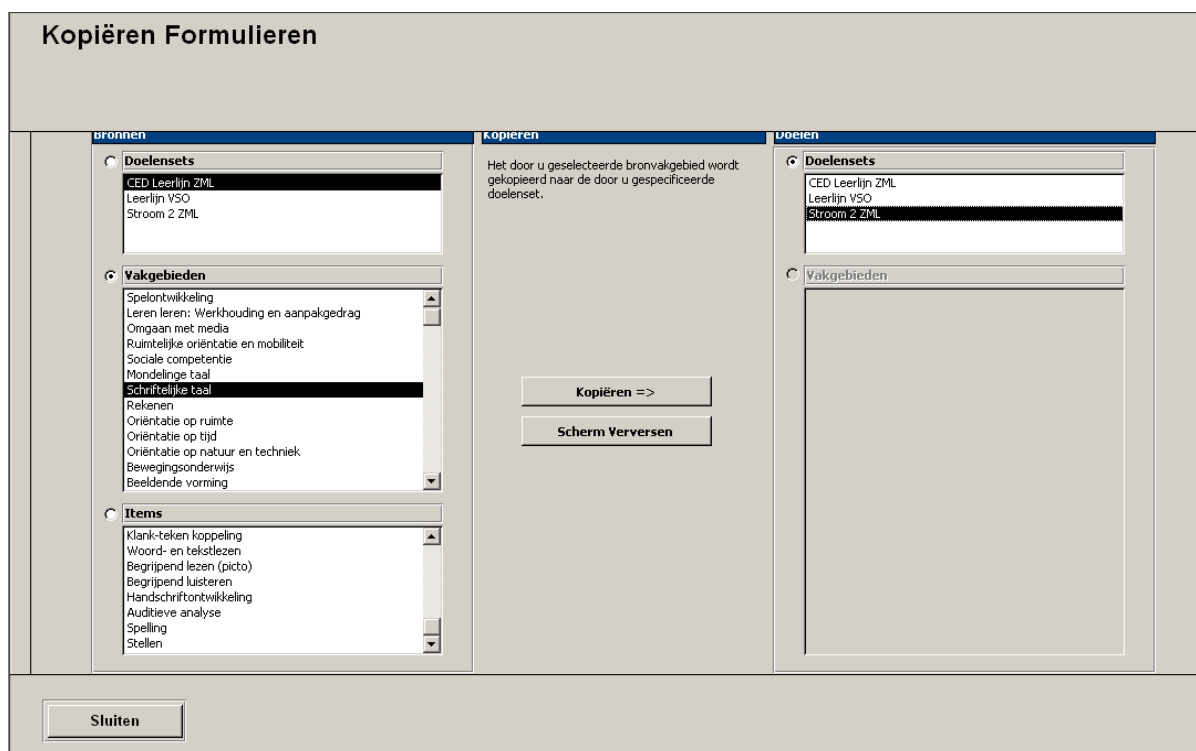 Kopiëren Formulieren
Bronnen
Doelensets
CED Leerlijn ZML
Leerlijn VSO
Stroom 2 ZML
Vakgebieden
Spelontwikkeling
Leren leren: Werkhouding en aanpakgedrag
Omgaan met media
Ruimtelijke oriëntatie en mobiliteit
Sociale competentie
Mondelinge taal
Schriftelijke taal
Rekenen
Oriëntatie op ruimte
Oriëntatie op tijd
Oriëntatie op natuur en techniek
Bewegingsonderwijs
Beeldende vorming
Items
Klank-teken koppeling
Woord- en tekstlezen
Begrijpend lezen (picto)
Begrijpend luisteren
Handschriftontwikkeling
Auditieve analyse
Spelling
Stellen
Kopiëren
Het door u geselecteerde bronvakgebied wordt
gekopieerd naar de door u gespecificeerde
doelenset.
Kopiëren =>
Scherm Verversen
Doelen
Doelensets
CED Leerlijn ZML
Leerlijn VSO
Stroom 2 ZML
Vakgebieden
Sluiten